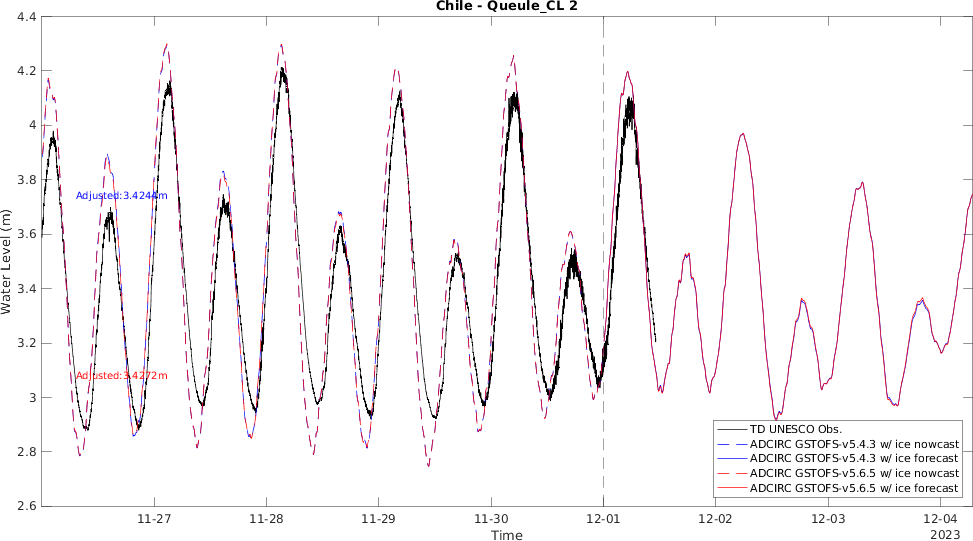 Chile - Queule_CL 2
4.4
4.2
4
3.8
3.6
3.4
3.2
3
2.8
2.6
Water Level (m)
Adjusted:3.4244m
Adjusted:3.4272m
TD UNESCO Obs.
ADCIRC GSTOFS-v5.4.3 w/ ice nowcast
ADCIRC GSTOFS-v5.4.3 w/ ice forecast
ADCIRC GSTOFS-v5.6.5 w/ ice nowcast
ADCIRC GSTOFS-v5.6.5 w/ ice forecast
11-27 11-28 11-29 11-30 12-01 12-02 12-03 12-04
Time
2023